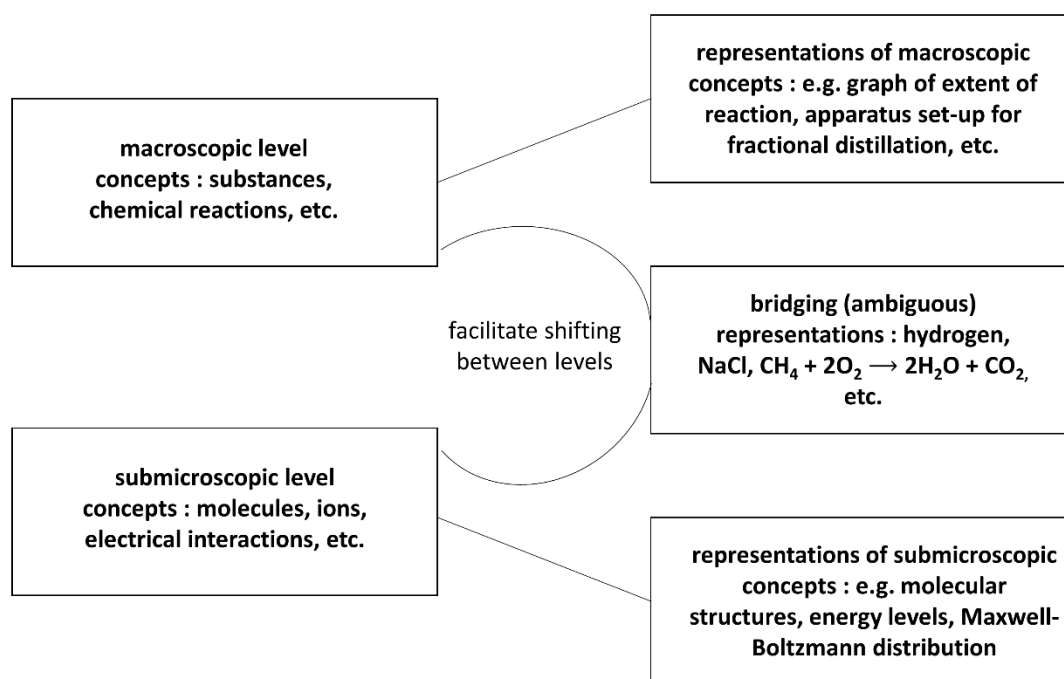 macroscopic level
concepts : substances,
chemical reactions, etc.
representations of macroscopic
concepts : e.g. graph of extent of
reaction, apparatus set-up for
fractional distillation, etc.
facilitate shifting
between levels
bridging (ambiguous)
representations : hydrogen,
NaCl, CH₄ + 2O₂ ⟶ 2H₂O + CO₂,
etc.
submicroscopic level
concepts : molecules, ions,
electrical interactions, etc.
representations of submicroscopic
concepts : e.g. molecular
structures, energy levels, Maxwell-
Boltzmann distribution